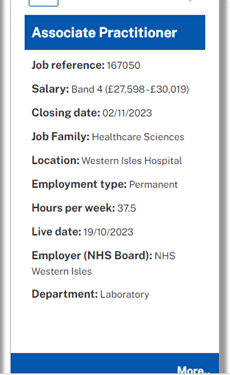 Associate Practitioner
Job reference: 167050
Salary: Band 4 (£27,598-£30,019)
Closing date: 02/11/2023
Job Family: Healthcare Sciences
Location: Western Isles Hospital
Employment type: Permanent
Hours per week: 37.5
Live date: 19/10/2023
Employer (NHS Board): NHS
Western Isles
Department: Laboratory
More..